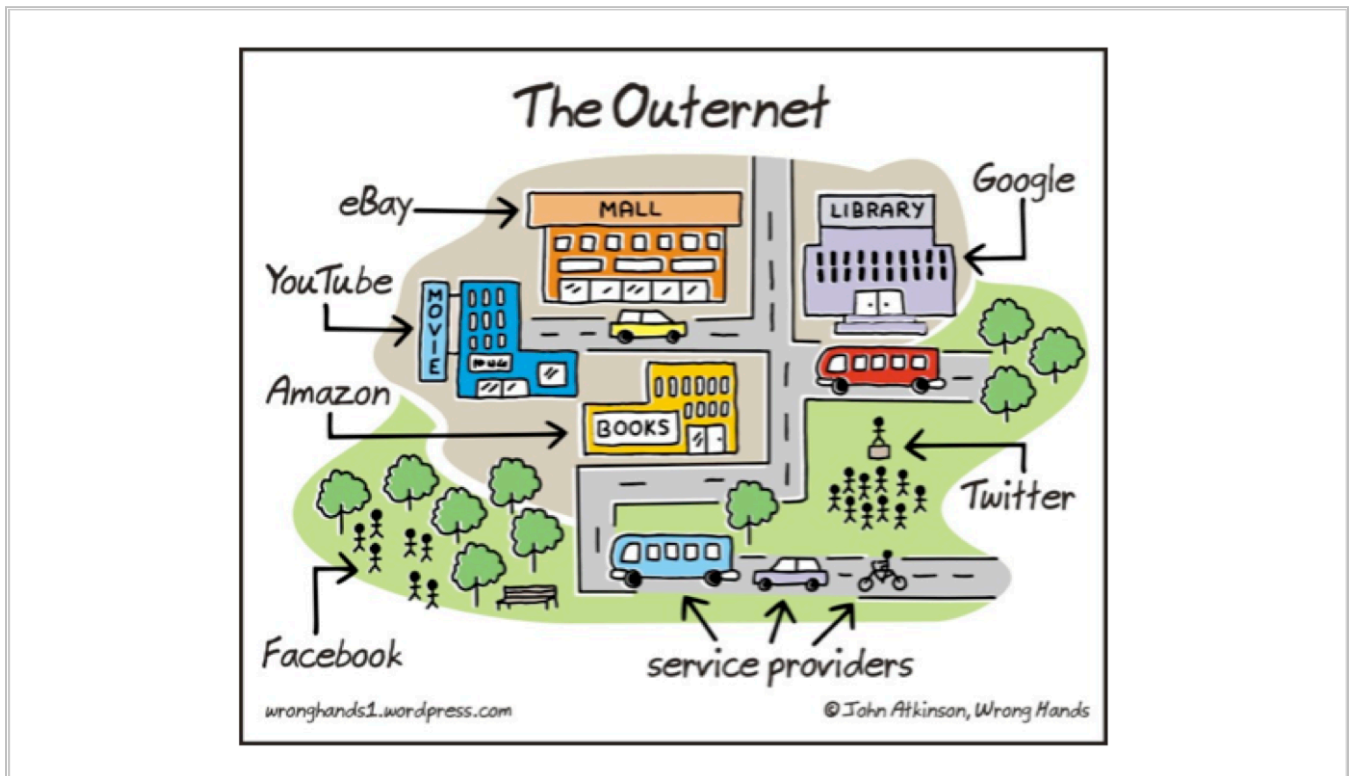 The Outernet
eBay
MALL
LIBRARY
Google
YouTube
MOVIE
Amazon
BOOKS
Twitter
Facebook
service providers
wronghands1.wordpress.com
© John Atkinson, Wrong Hands